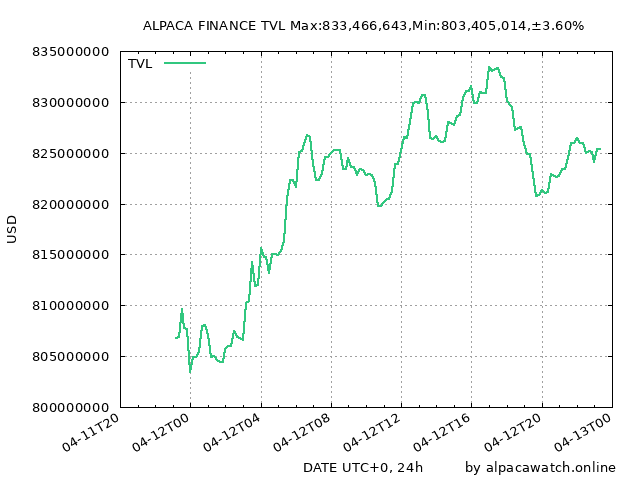 ALPACA FINANCE TVL Max:833,466,643,Min:803,405,014,±3.60%
835000000
TVL
830000000
825000000
820000000
USD
815000000
810000000
805000000
800000000
04-11T20
04-12T00
04-12T04
04-12T08
04-12T12
04-12T16
04-12T20
04-13T00
DATE UTC+0, 24h
by alpacawatch.online